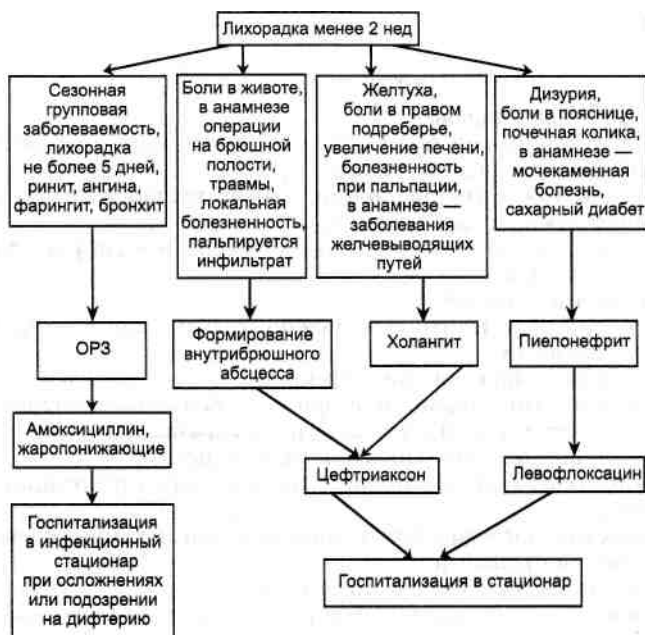 Лихорадка менее 2 нед
Сезонная
групповая
заболеваемость,
лихорадка
не более 5 дней,
ринит, ангина,
фарингит, бронхит
Боли в животе,
в анамнезе
операции
на брюшной
полости,
травмы,
локальная
болезненность,
пальпируется
инфильтрат
Желтуха,
боли в правом
подреберье,
увеличение печени,
болезненность
при пальпации,
в анамнезе —
заболевания
желчевыводящих
путей
Дизурия,
боли в пояснице,
почечная колика,
в анамнезе —
мочекаменная
болезнь,
сахарный диабет
ОРЗ
Формирование
внутрибрюшного
абсцесса
Холангит
Пиелонефрит
Амоксициллин,
жаропонижающие
Цефтриаксон
Левофлоксацин
Госпитализация
в инфекционный
стационар
при осложнениях
или подозрении
на дифтерию
Госпитализация в стационар